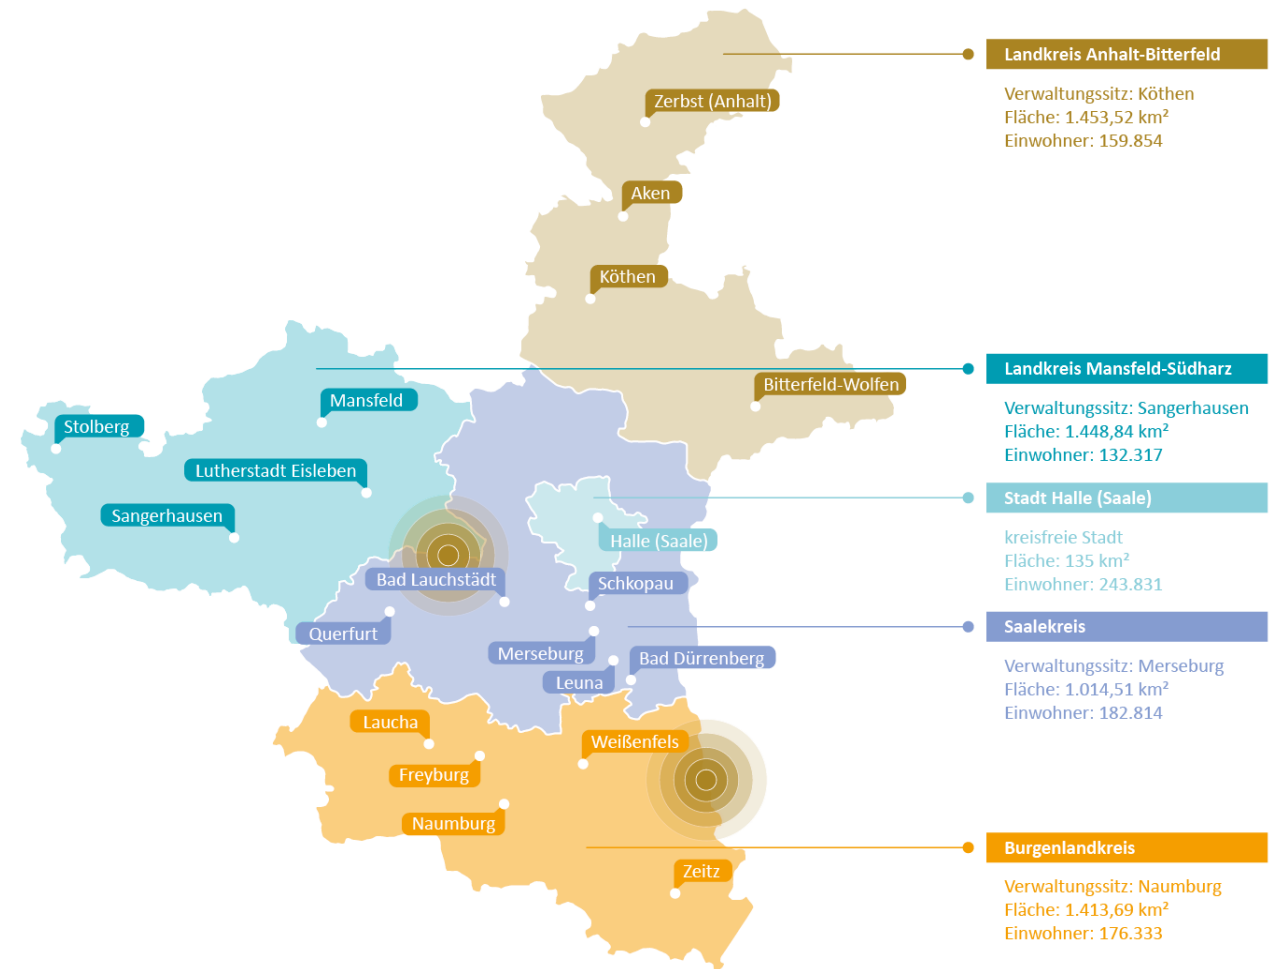 Landkreis Anhalt-Bitterfeld
Verwaltungssitz: Köthen
Fläche: 1.453,52 km²
Einwohner: 159.854
Zerbst (Anhalt)
Aken
Köthen
Bitterfeld-Wolfen
Landkreis Mansfeld-Südharz
Verwaltungssitz: Sangerhausen
Fläche: 1.448,84 km²
Einwohner: 132.317
Mansfeld
Stolberg
Lutherstadt Eisleben
Sangerhausen
Stadt Halle (Saale)
kreisfreie Stadt
Fläche: 135 km²
Einwohner: 243.831
Halle (Saale)
Bad Lauchstädt
Schkopau
Querfurt
Merseburg
Bad Dürrenberg
Leuna
Saalekreis
Verwaltungssitz: Merseburg
Fläche: 1.014,51 km²
Einwohner: 182.814
Laucha
Weißenfels
Freyburg
Naumburg
Zeitz
Burgenlandkreis
Verwaltungssitz: Naumburg
Fläche: 1.413,69 km²
Einwohner: 176.333